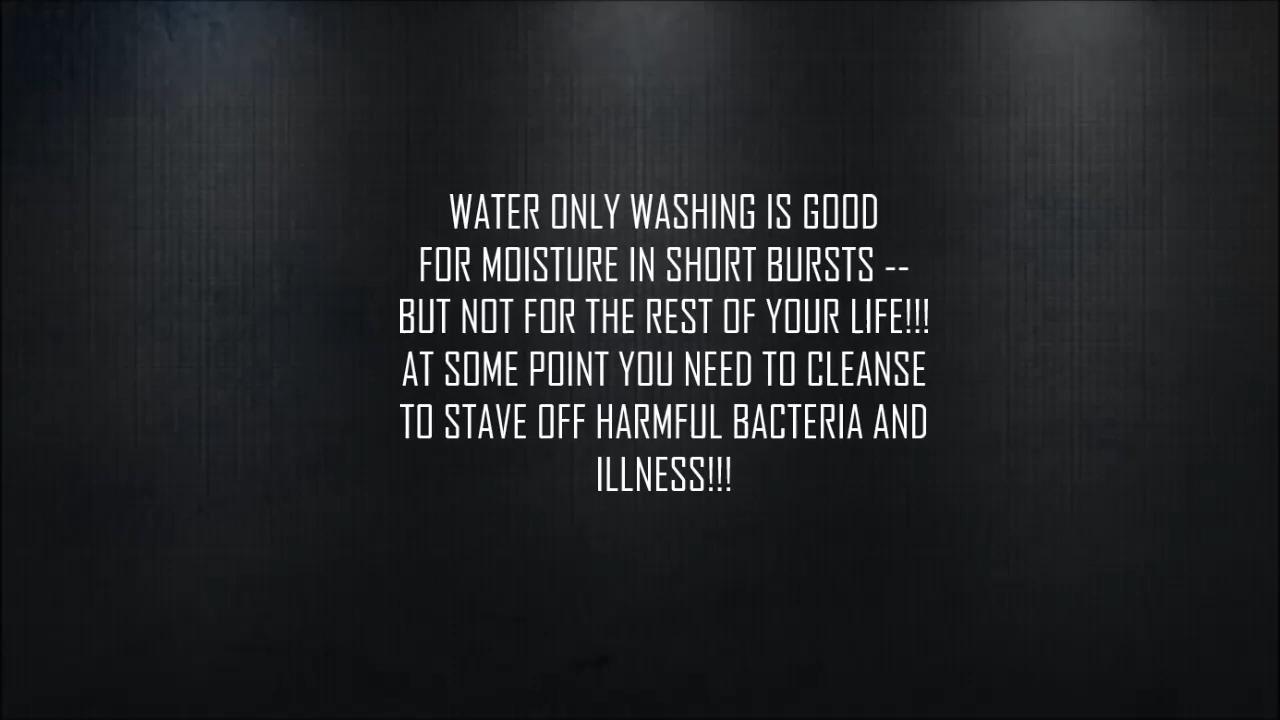 WATER ONLY WASHING IS GOOD
FOR MOISTURE IN SHORT BURSTS --
BUT NOT FOR THE REST OF YOUR LIFE!!!
AT SOME POINT YOU NEED TO CLEANSE
TO STAVE OFF HARMFUL BACTERIA AND
ILLNESS!!!